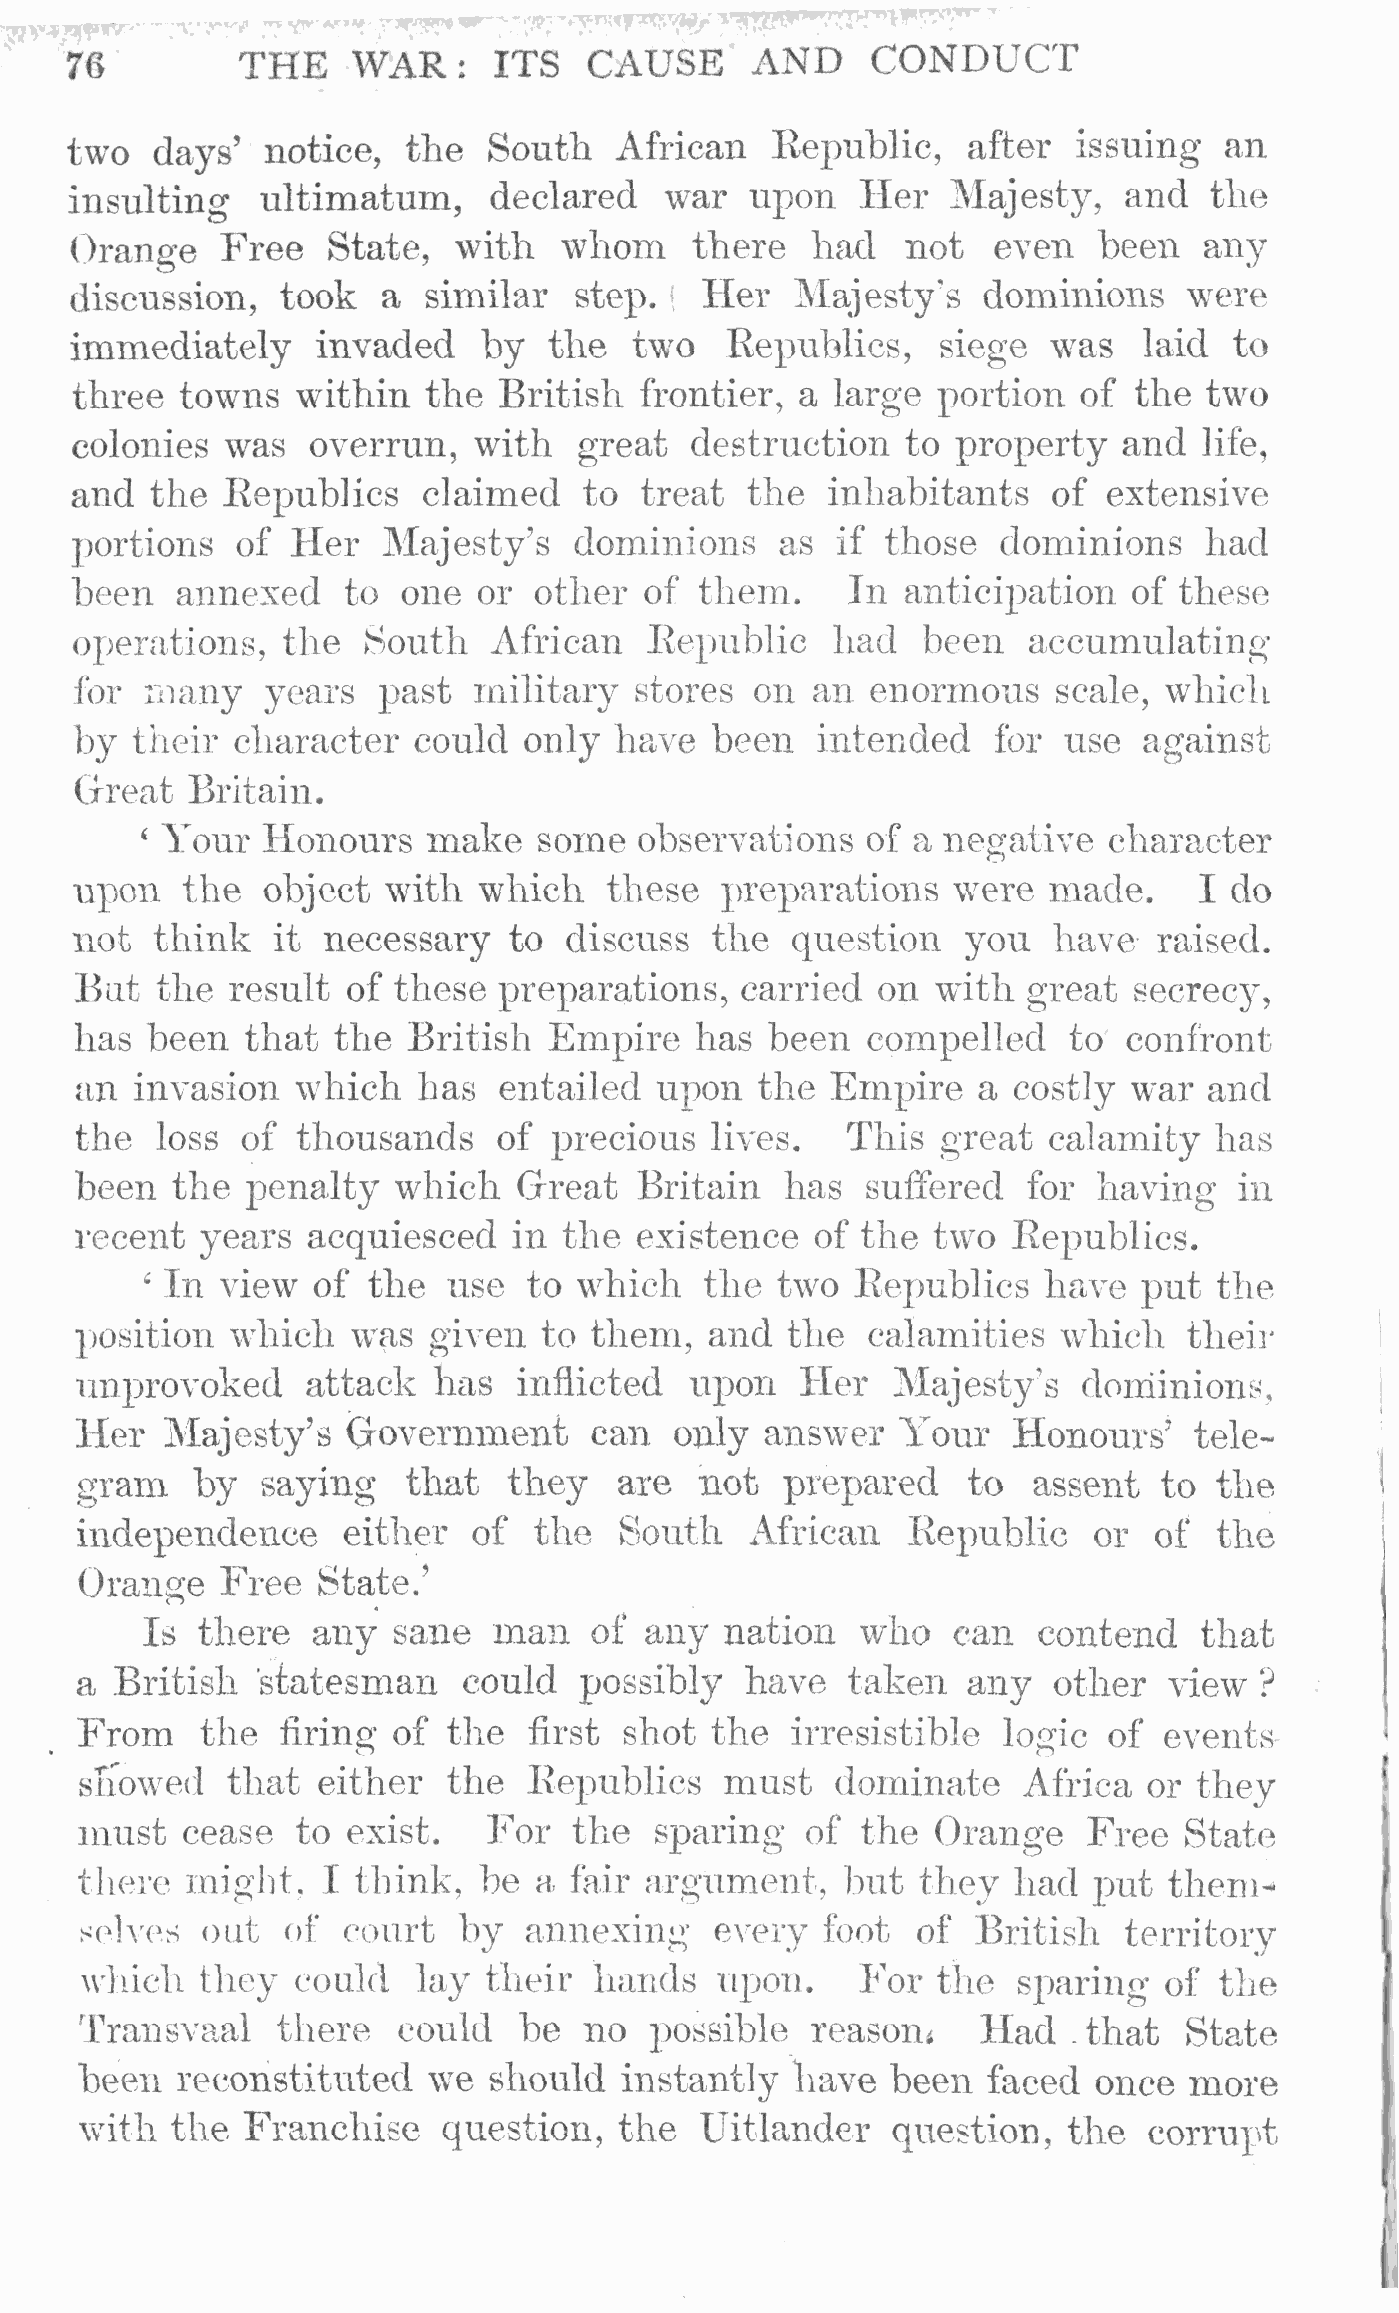 76 THE WAR: ITS CAUSE AND CONDUCT
two days' notice, the South African Republic, after issuing an
insulting ultimatum, declared war upon Her Majesty, and the
Orange Free State, with whom there had not even been any
discussion, took a similar step. Her Majesty's dominions were
immediately invaded by the two Republics, siege was laid to
three towns within the British frontier, a large portion of the two
colonies was overrun, with great destruction to property and life,
and the Republics claimed to treat the inhabitants of extensive
portions of Her Majesty's dominions as if those dominions had
been annexed to one or other of them. In anticipation of these
operations, the South African Republic had been accumulating
for many years past military stores on an enormous scale, which
by their character could only have been intended for use against
Great Britain.
' Your Honours make some observations of a negative character
upon the object with which these preparations were made. I do
not think it necessary to discuss the question you have raised.
But the result of these preparations, carried on with great secrecy,
has been that the British Empire has been compelled to confront
an invasion which has entailed upon the Empire a costly war and
the loss of thousands of precious lives. This great calamity has
been the penalty which Great Britain has suffered for having in
recent years acquiesced in the existence of the two Republics.
' In view of the use to which the two Republics have put the
position which was given to them, and the calamities which their
unprovoked attack has inflicted upon Her Majesty's dominions,
Her Majesty's Government can only answer Your Honours' tele-
gram by saying that they are not prepared to assent to the
independence either of the South African Republic or of the
Orange Free State.'
Is there any sane man of any nation who can contend that
a British statesman could possibly have taken any other view ?
From the firing of the first shot the irresistible logic of events
showed that either the Republics must dominate Africa or they
must cease to exist. For the sparing of the Orange Free State
there might, I think, be a fair argument, but they had put them-
selves out of court by annexing every foot of British territory
which they could lay their hands upon. For the sparing of the
Transvaal there could be no possible reason. Had that State
been reconstituted we should instantly have been faced once more
with the Franchise question, the Uitlander question, the corrupt